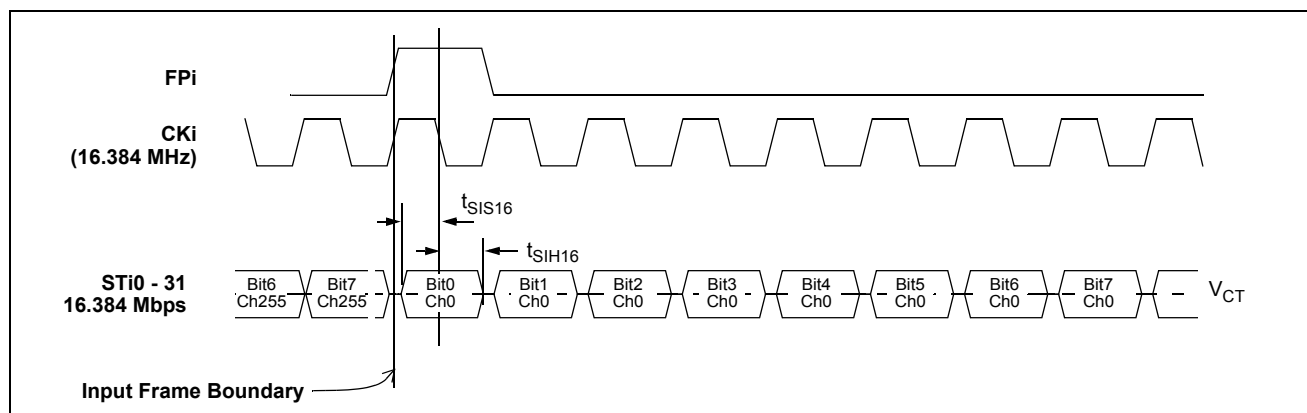 FPi
CKi
(16.384 MHz)
tSIS16
tSIH16
STi0 - 31
16.384 Mbps
Bit6 Bit7 Bit0 Bit1 Bit2 Bit3 Bit4 Bit5 Bit6 Bit7
Ch255 Ch255 Ch0 Ch0 Ch0 Ch0 Ch0 Ch0 Ch0 Ch0
VCT
Input Frame Boundary